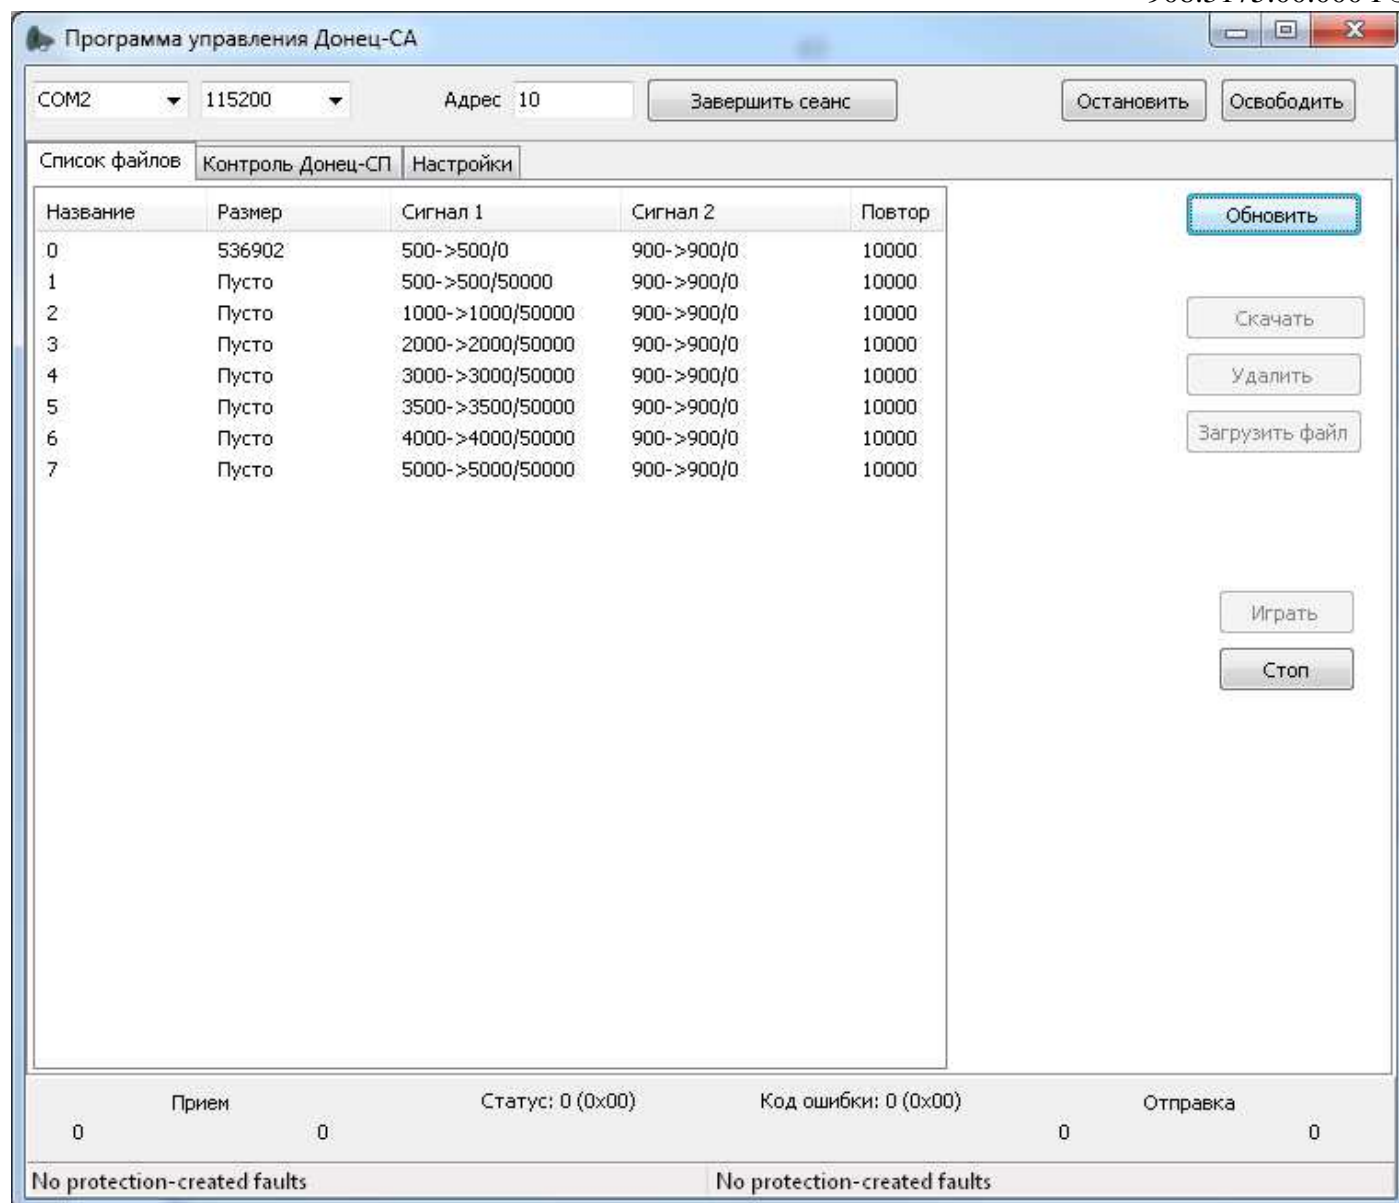 Программа управления Донец-СА
COM2 115200 Адрес 10 Завершить сеанс Остановить Освободить
Список файлов Контроль Донец-СП Настройки
Название Размер Сигнал 1 Сигнал 2 Повтор
0 536902 500->500/0 900->900/0 10000
1 Пусто 500->500/50000 900->900/0 10000
2 Пусто 1000->1000/50000 900->900/0 10000
3 Пусто 2000->2000/50000 900->900/0 10000
4 Пусто 3000->3000/50000 900->900/0 10000
5 Пусто 3500->3500/50000 900->900/0 10000
6 Пусто 4000->4000/50000 900->900/0 10000
7 Пусто 5000->5000/50000 900->900/0 10000
Обновить
Скачать
Удалить
Загрузить файл
Играть
Стоп
Прием Статус: 0 (0x00) Код ошибки: 0 (0x00) Отправка
0 0 0 0
No protection-created faults No protection-created faults